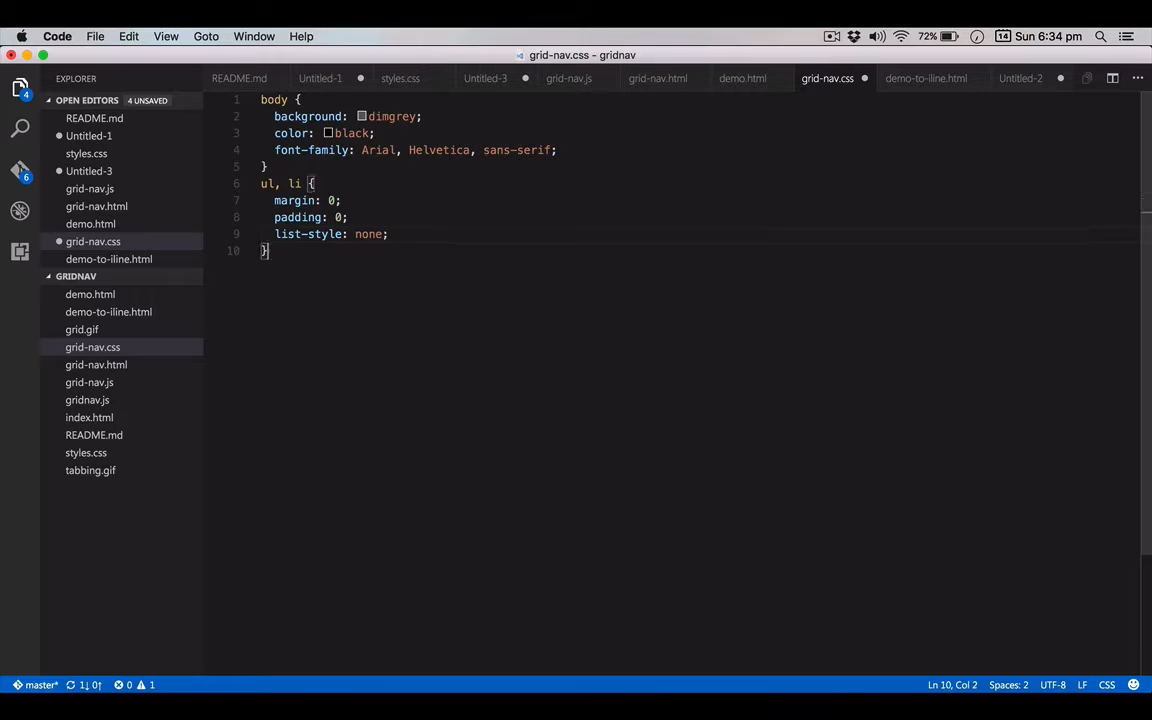 Code File Edit View Goto Window Help 72% 14 Sun 6:34 pm
grid-nav.css - gridnav
EXPLORER
README.md Untitled-1 styles.css Untitled-3 grid-nav.js grid-nav.html demo.html grid-nav.css demo-to-iline.html Untitled-2
4
6
OPEN EDITORS 4 UNSAVED
README.md
Untitled-1
styles.css
Untitled-3
grid-nav.js
grid-nav.html
demo.html
grid-nav.css
demo-to-iline.html
GRIDNAV
demo.html
demo-to-iline.html
grid.gif
grid-nav.css
grid-nav.html
grid-nav.js
gridnav.js
index.html
README.md
styles.css
tabbing.gif
1 body {
2 background: dimgrey;
3 color: black;
4 font-family: Arial, Helvetica, sans-serif;
5 }
6 ul, li {
7 margin: 0;
8 padding: 0;
9 list-style: none;
10 }
master* 1↓ 0↑ 0 1 Ln 10, Col 2 Spaces: 2 UTF-8 LF CSS